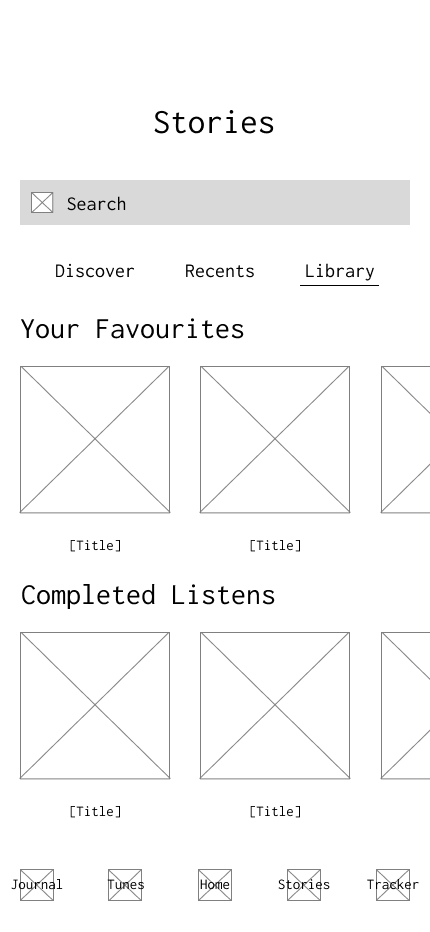 Stories
Search
Discover Recents Library
Your Favourites
[Title] [Title]
Completed Listens
[Title] [Title]
Journal Tunes Home Stories Tracker